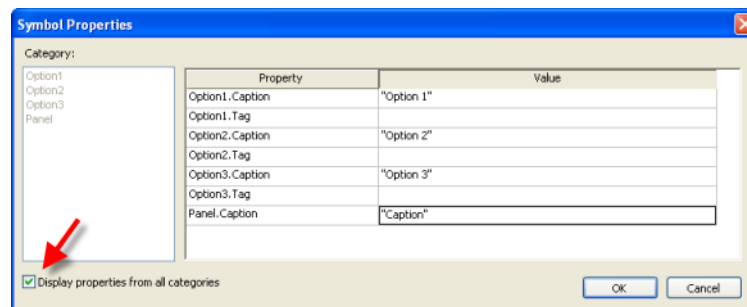 Symbol Properties
Category:
Option1
Option2
Option3
Panel
Property Value
Option1.Caption "Option 1"
Option1.Tag
Option2.Caption "Option 2"
Option2.Tag
Option3.Caption "Option 3"
Option3.Tag
Panel.Caption "Caption"
Display properties from all categories
OK Cancel